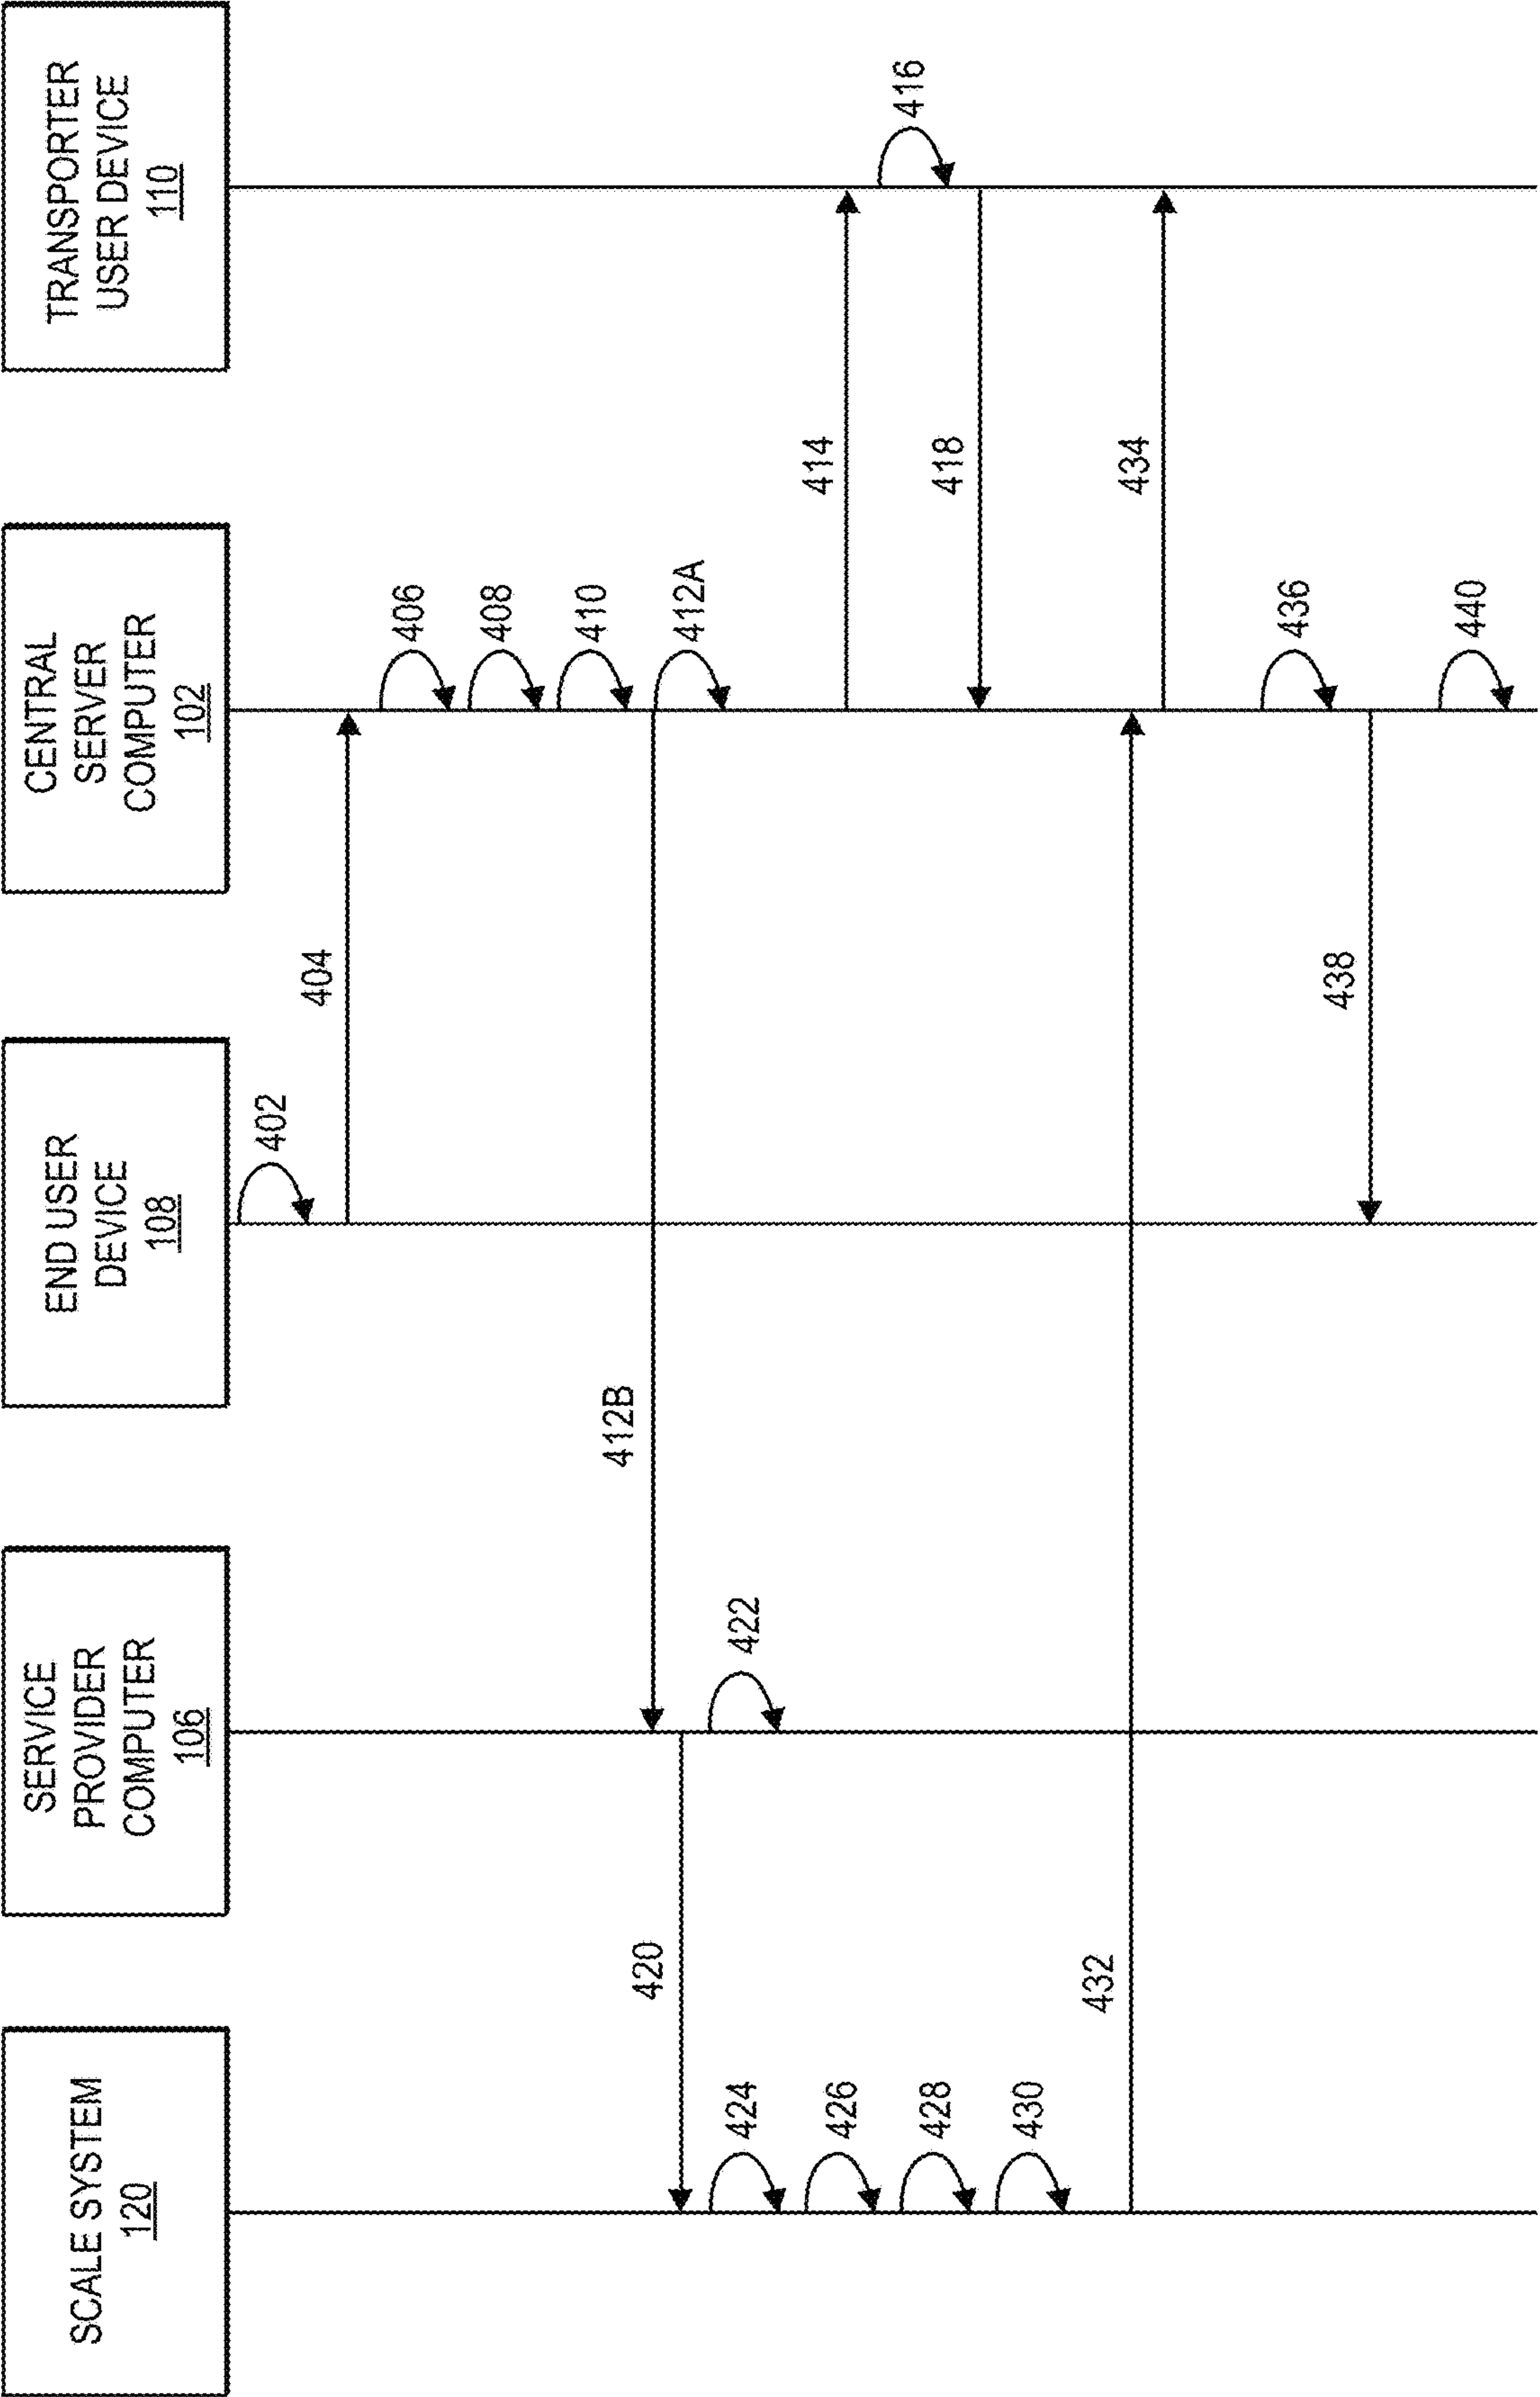 SCALE SYSTEM
120
SERVICE
PROVIDER
COMPUTER
106
END USER
DEVICE
108
CENTRAL
SERVER
COMPUTER
102
TRANSPORTER
USER DEVICE
110
402
404
406
408
410
412B
412A
420
424
422
414
426
416
428
418
430
432
434
436
438
440